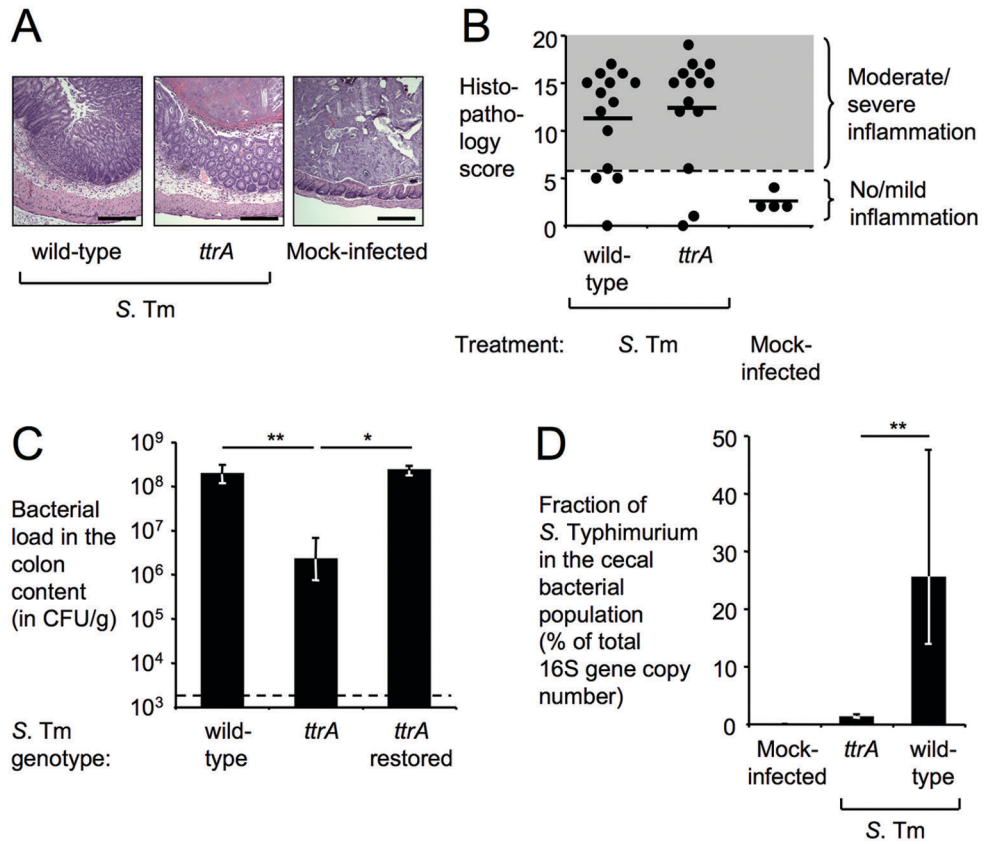 A
wild-type
ttrA
Mock-infected
S. Tm
B
Histo-
patho-
logy
score
20
15
10
5
0
Moderate/
severe
inflammation
No/mild
inflammation
wild-
type
ttrA
Treatment:
S. Tm
Mock-
infected
C
Bacterial
load in the
colon
content
(in CFU/g)
10⁹
10⁸
10⁷
10⁶
10⁵
10⁴
10³
**
*
S. Tm
genotype:
wild-
type
ttrA
ttrA
restored
D
Fraction of
S. Typhimurium
in the cecal
bacterial
population
(% of total
16S gene copy
number)
50
40
30
20
10
0
**
Mock-
infected
ttrA
wild-
type
S. Tm